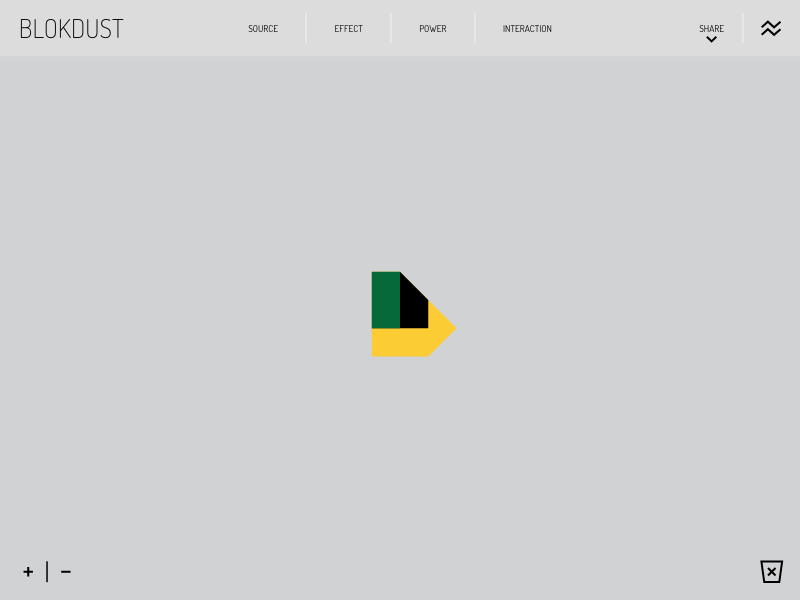 BLOKDUST
SOURCE
EFFECT
POWER
INTERACTION
SHARE